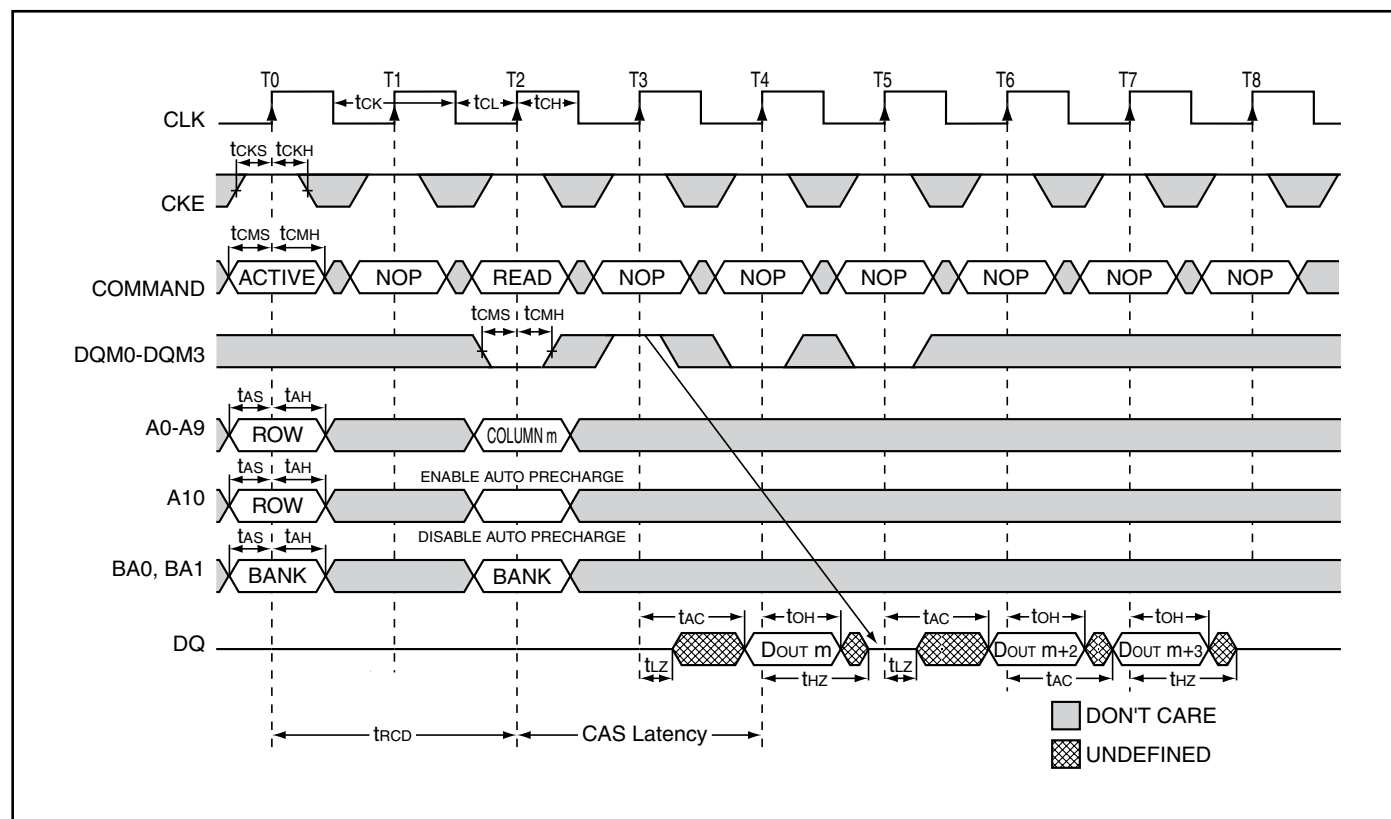 T0 T1 T2 T3 T4 T5 T6 T7 T8
tCK tCL tCH
CLK
tCKS tCKH
CKE
tCMS tCMH
COMMAND ACTIVE NOP READ NOP NOP NOP NOP NOP NOP
tCMS tCMH
DQM0-DQM3
tAS tAH
A0-A9 ROW COLUMN m
tAS tAH ENABLE AUTO PRECHARGE
A10 ROW
tAS tAH DISABLE AUTO PRECHARGE
BA0, BA1 BANK BANK
tAC tOH tAC tOH tOH
DQ DOUT m DOUT m+2 DOUT m+3
tLZ tHZ tLZ tAC tHZ
DON'T CARE
tRCD CAS Latency
UNDEFINED